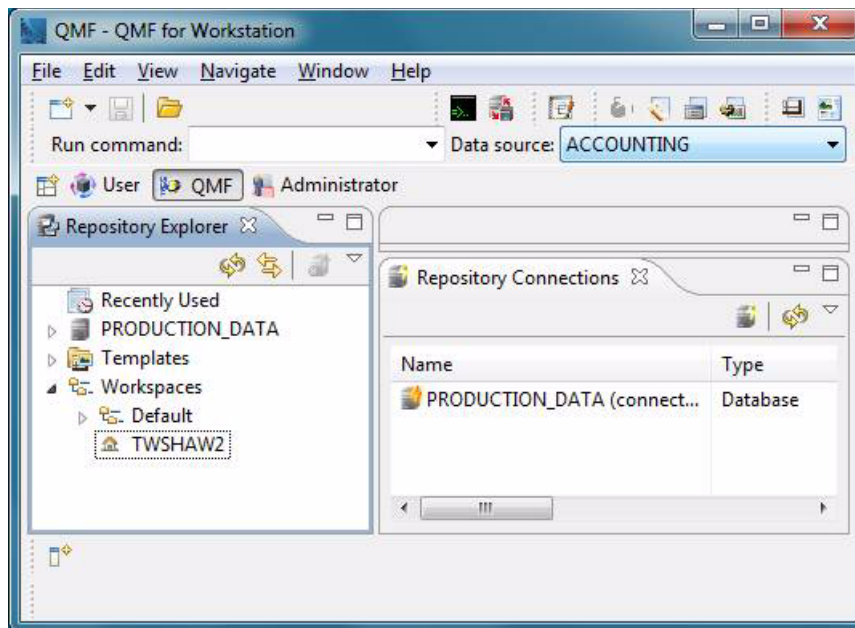 QMF - QMF for Workstation
File Edit View Navigate Window Help
Run command: Data source: ACCOUNTING
User QMF Administrator
Repository Explorer
Recently Used
PRODUCTION_DATA
Templates
Workspaces
Default
TWSHAW2
Repository Connections
Name Type
PRODUCTION_DATA (connect... Database